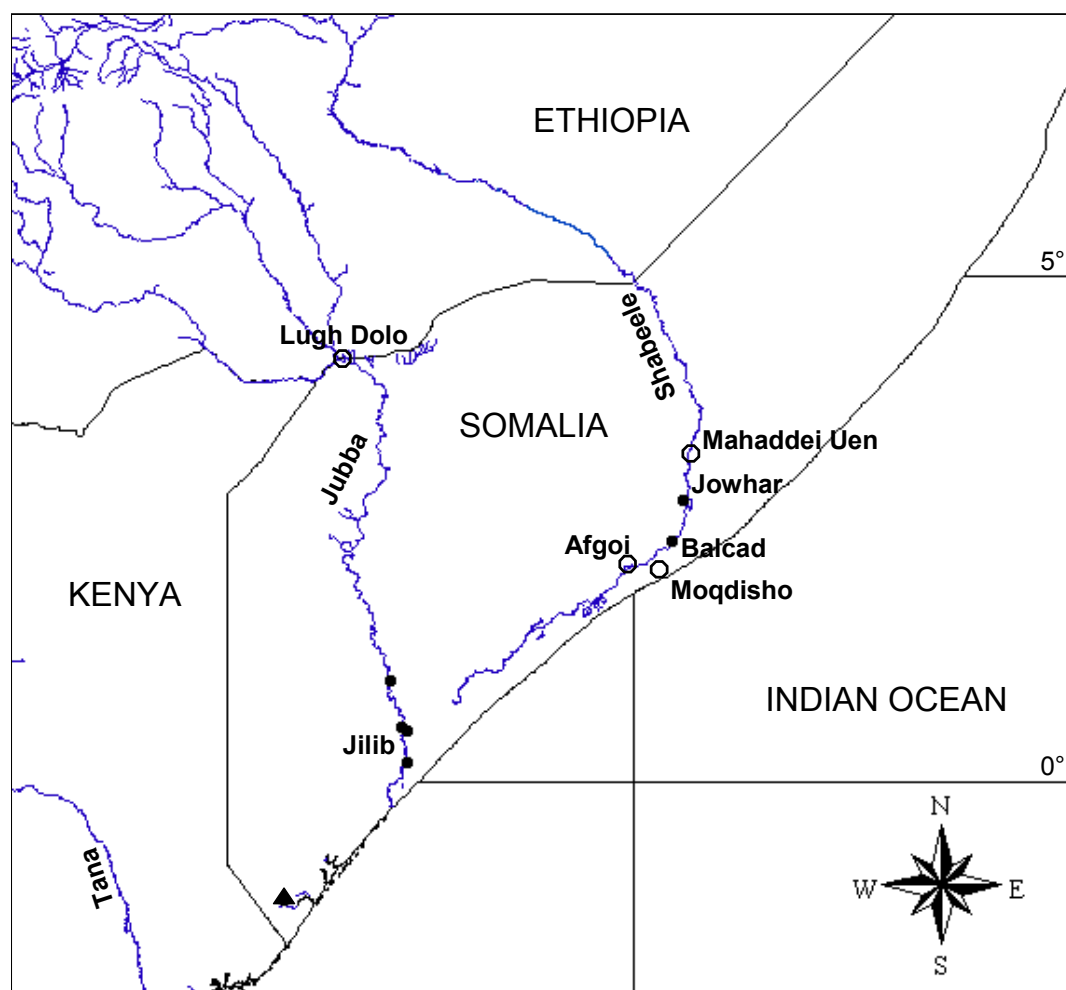 ETHIOPIA
5°
Shabeele
Lugh Dolo
SOMALIA
Mahaddei Uen
Jubba
Jowhar
Afgoi
Balcad
KENYA
Moqdisho
INDIAN OCEAN
Jilib
0°
Tana
N
W
E
S